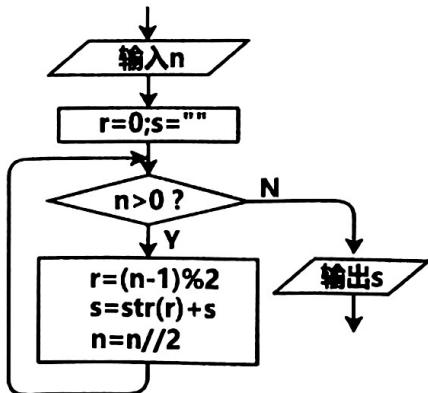 输入n
r=0;s=""
n>0 ?
N
Y
r=(n-1)%2
s=str(r)+s
n=n//2
输出s